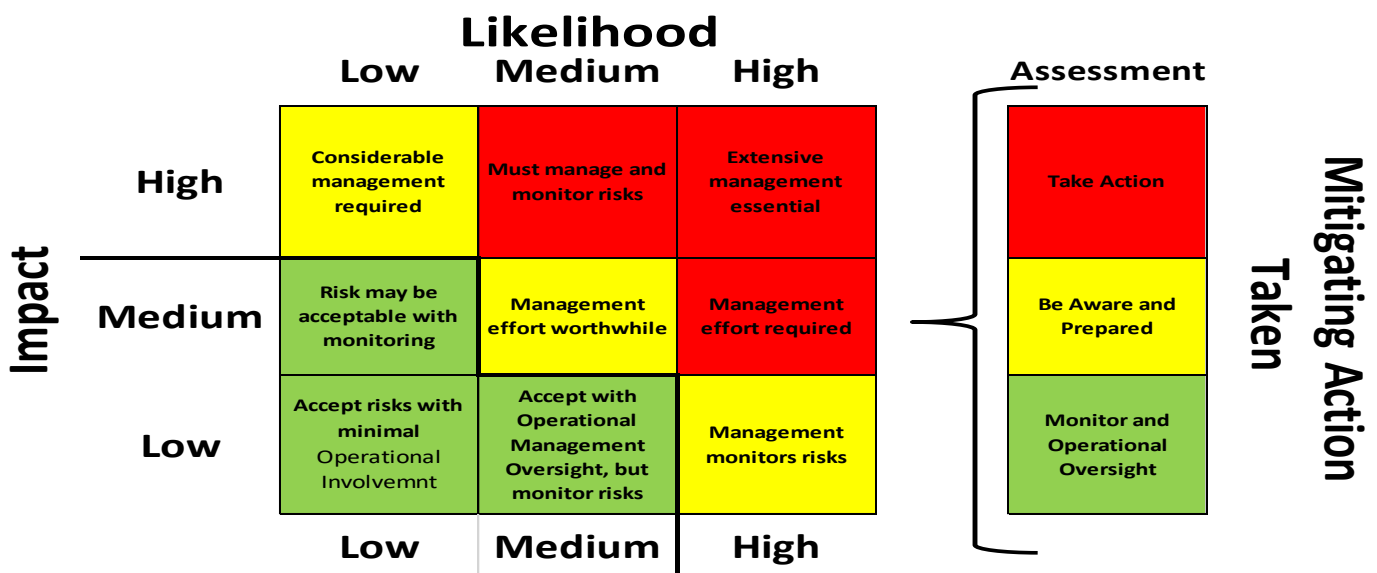 Likelihood
Low Medium High Assessment
High
Considerable
management
required
Must manage and
monitor risks
Extensive
management
essential
Take Action
Impact
Medium
Risk may be
acceptable with
monitoring
Management
effort worthwhile
Management
effort required
Be Aware and
Prepared
Low
Accept risks with
minimal
Operational
Involvemnt
Accept with
Operational
Management
Oversight, but
monitor risks
Management
monitors risks
Monitor and
Operational
Oversight
Low Medium High
Mitigating Action
Taken